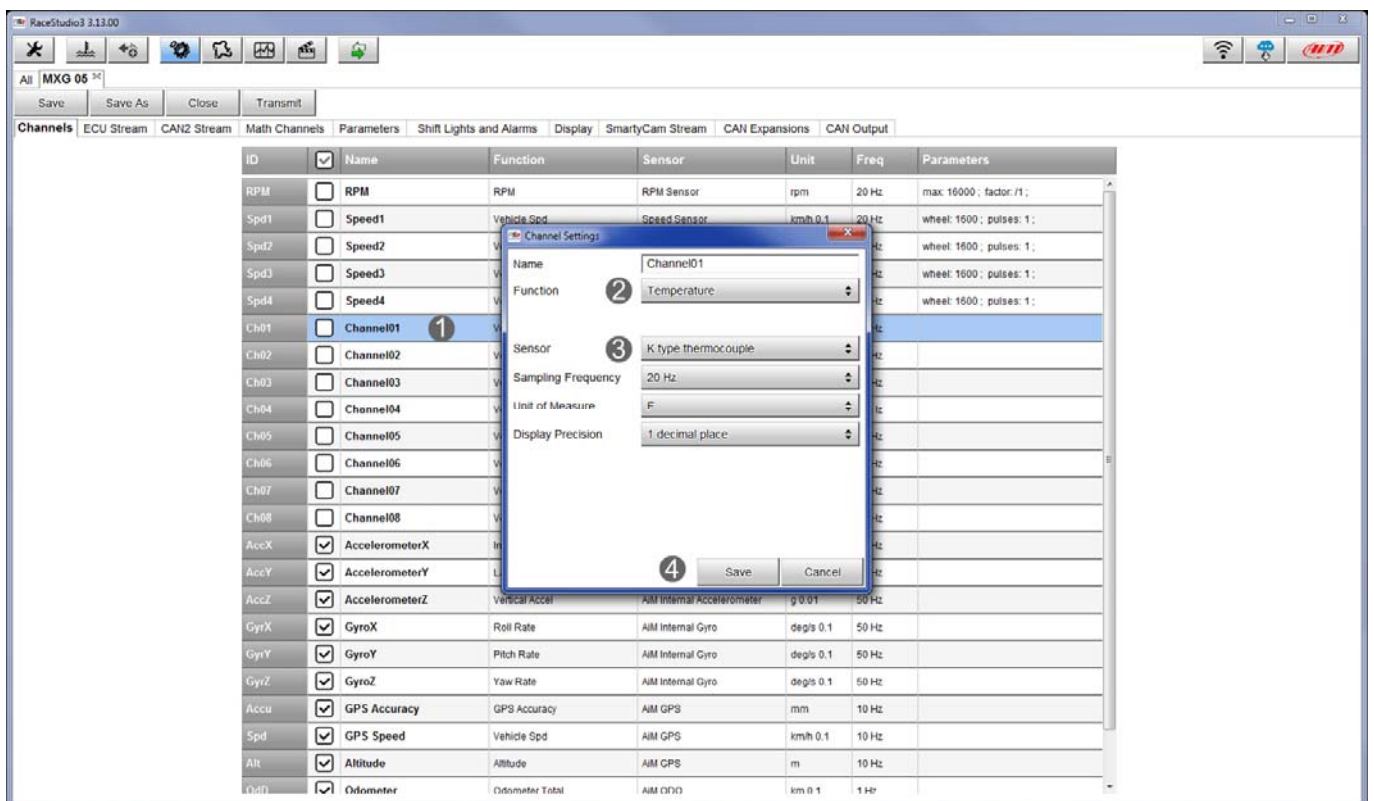 RaceStudio3 3.13.00
AiM
All MXG 05
Save Save As Close Transmit
Channels ECU Stream CAN2 Stream Math Channels Parameters Shift Lights and Alarms Display SmartyCam Stream CAN Expansions CAN Output
ID Name Function Sensor Unit Freq Parameters
RPM RPM RPM RPM Sensor rpm 20 Hz max: 16000 ; factor: /1 ;
Spd1 Speed1 Vehicle Spd Speed Sensor km/h 0.1 20 Hz wheel: 1600 ; pulses: 1 ;
Spd2 Speed2 wheel: 1600 ; pulses: 1 ;
Spd3 Speed3 wheel: 1600 ; pulses: 1 ;
Spd4 Speed4 wheel: 1600 ; pulses: 1 ;
Ch01 Channel01 1
Ch02 Channel02
Ch03 Channel03
Ch04 Channel04
Ch05 Channel05
Ch06 Channel06
Ch07 Channel07
Ch08 Channel08
AccX AccelerometerX
AccY AccelerometerY
AccZ AccelerometerZ Vertical Accel AiM Internal Accelerometer g 0.01 50 Hz
GyrX GyroX Roll Rate AiM Internal Gyro deg/s 0.1 50 Hz
GyrY GyroY Pitch Rate AiM Internal Gyro deg/s 0.1 50 Hz
GyrZ GyroZ Yaw Rate AiM Internal Gyro deg/s 0.1 50 Hz
Accu GPS Accuracy GPS Accuracy AiM GPS mm 10 Hz
Spd GPS Speed Vehicle Spd AiM GPS km/h 0.1 10 Hz
Alt Altitude Altitude AiM GPS m 10 Hz
OdD Odometer Odometer Total AiM ODO km 0.1 1 Hz
Channel Settings
Name Channel01
Function 2 Temperature
Sensor 3 K type thermocouple
Sampling Frequency 20 Hz
Unit of Measure F
Display Precision 1 decimal place
4 Save Cancel